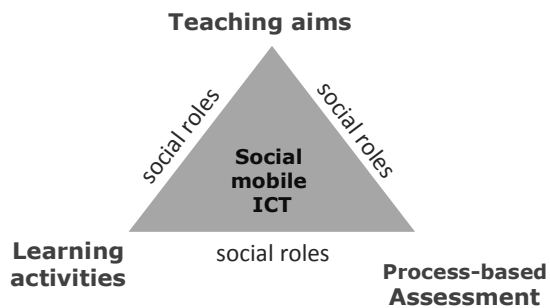 Teaching aims
social roles
social roles
Social
mobile
ICT
Learning
activities
social roles
Process-based
Assessment